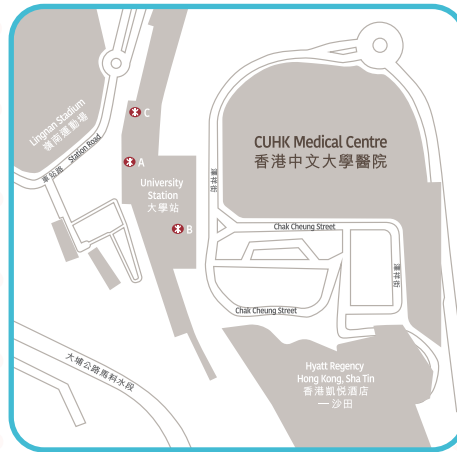 Lingnan Stadium
嶺南運動場
車站路 Station Road
C
A
University
Station
大學站
B
澤祥街
CUHK Medical Centre
香港中文大學醫院
Chak Cheung Street
澤祥街
Chak Cheung Street
大埔公路馬料水段
Hyatt Regency
Hong Kong, Sha Tin
香港凱悅酒店
—沙田